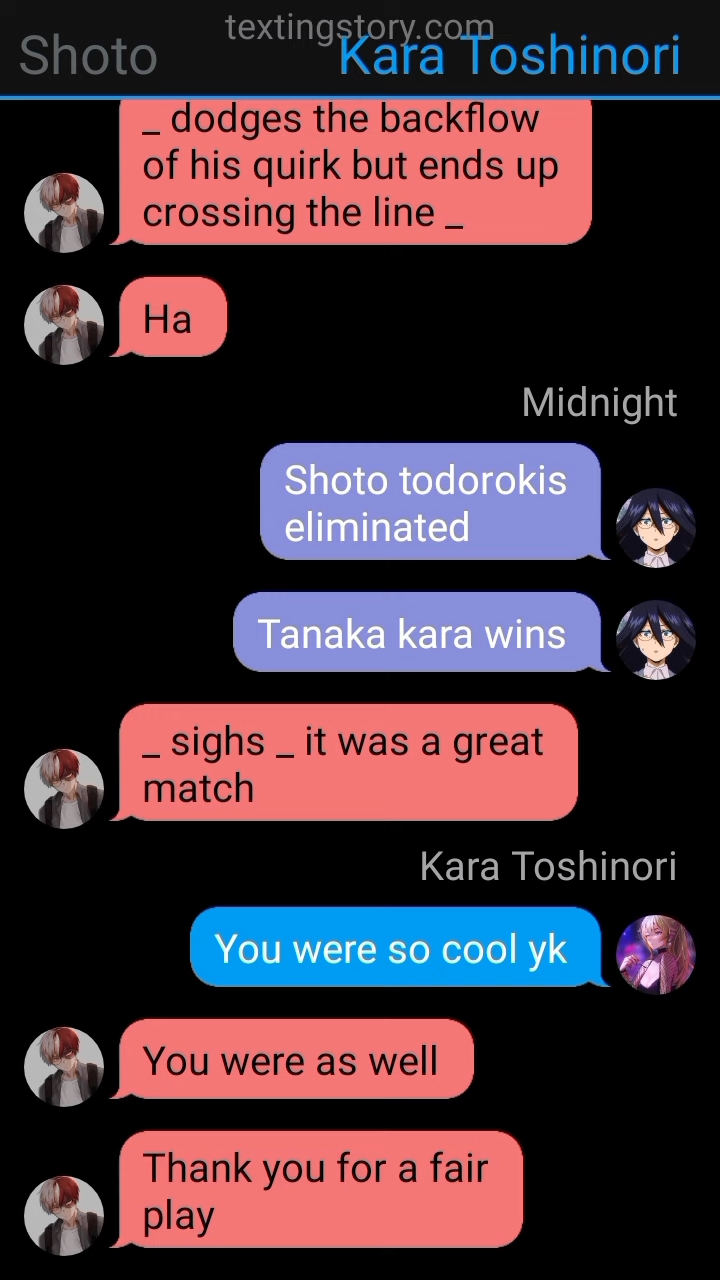 textingstory.com
Shoto
Kara Toshinori
_ dodges the backflow
of his quirk but ends up
crossing the line _
Ha
Midnight
Shoto todorokis
eliminated
Tanaka kara wins
_ sighs _ it was a great
match
Kara Toshinori
You were so cool yk
You were as well
Thank you for a fair
play